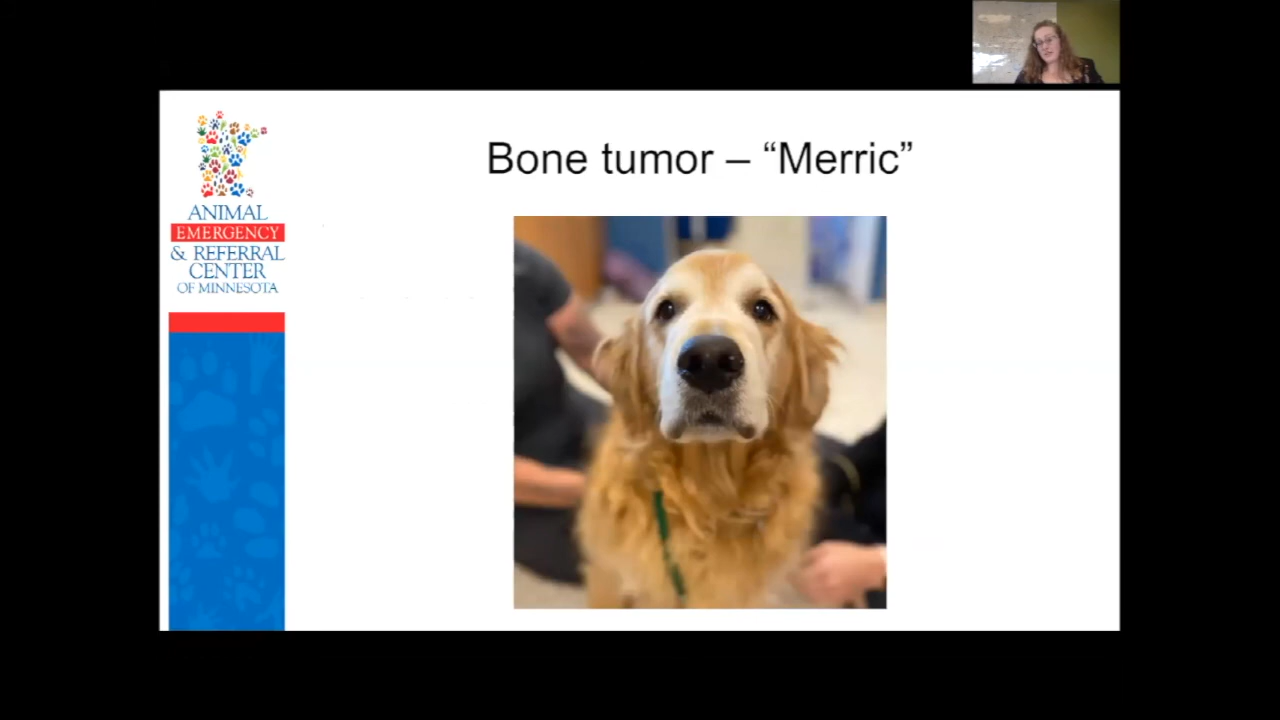 Bone tumor – “Merric”
ANIMAL
EMERGENCY
& REFERRAL
CENTER
OF MINNESOTA